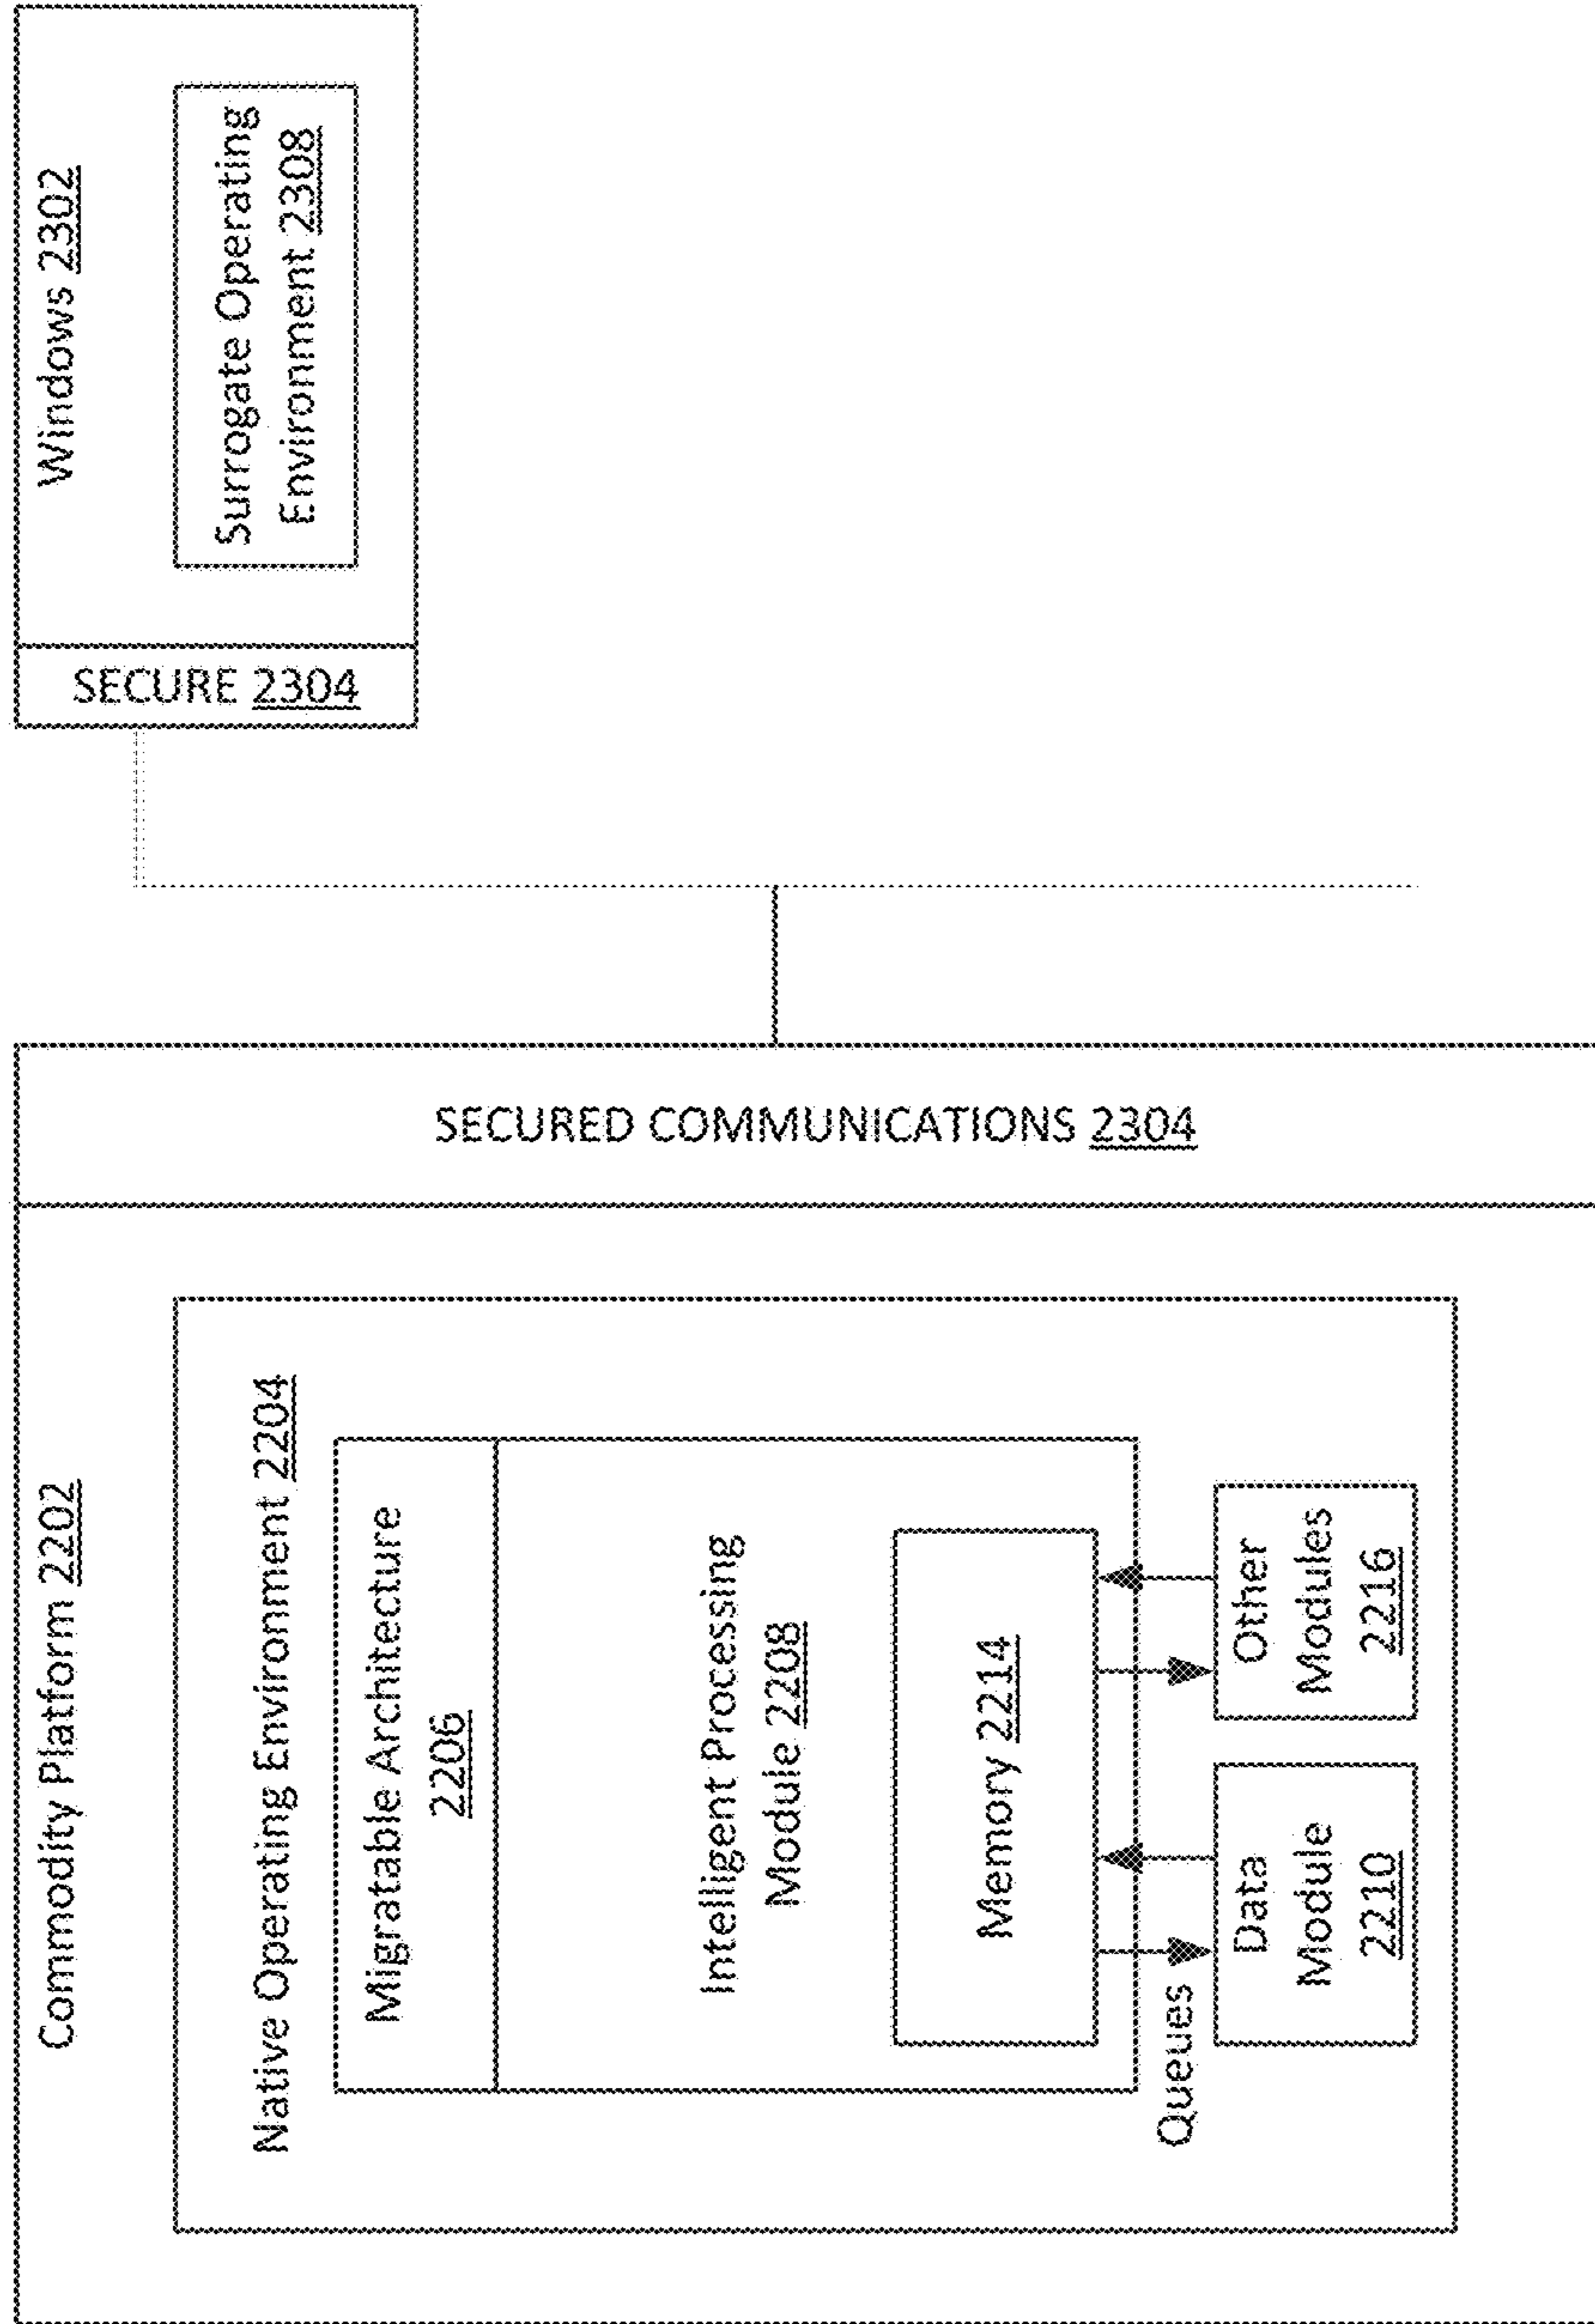 Commodity Platform 2202
Native Operating Environment 2204
Migratable Architecture
2206
Intelligent Processing
Module 2208
Memory 2214
Queues
Data
Module
2210
Other
Modules
2216
SECURED COMMUNICATIONS 2304
SECURE 2304
Windows 2302
Surrogate Operating
Environment 2308